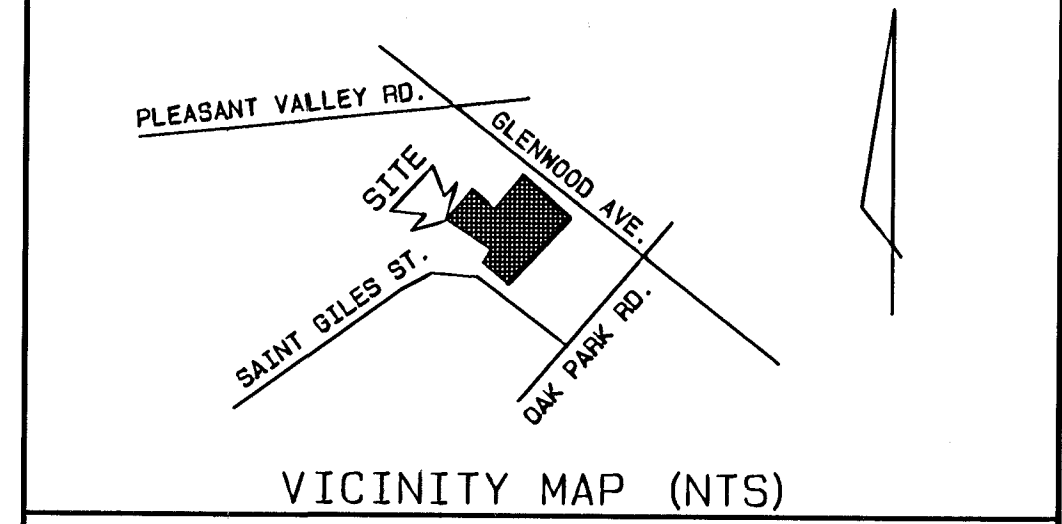 PLEASANT VALLEY RD.
GLENWOOD AVE.
SITE
SAINT GILES ST.
OAK PARK RD.
VICINITY MAP (NTS)